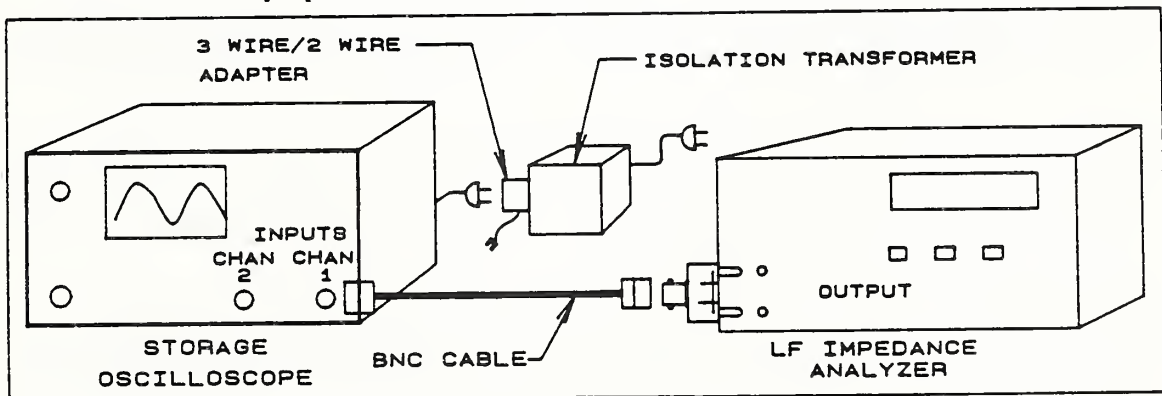 3 WIRE/2 WIRE
ADAPTER
ISOLATION TRANSFORMER
INPUTS
CHAN CHAN
2 1
OUTPUT
STORAGE
OSCILLOSCOPE
BNC CABLE
LF IMPEDANCE
ANALYZER